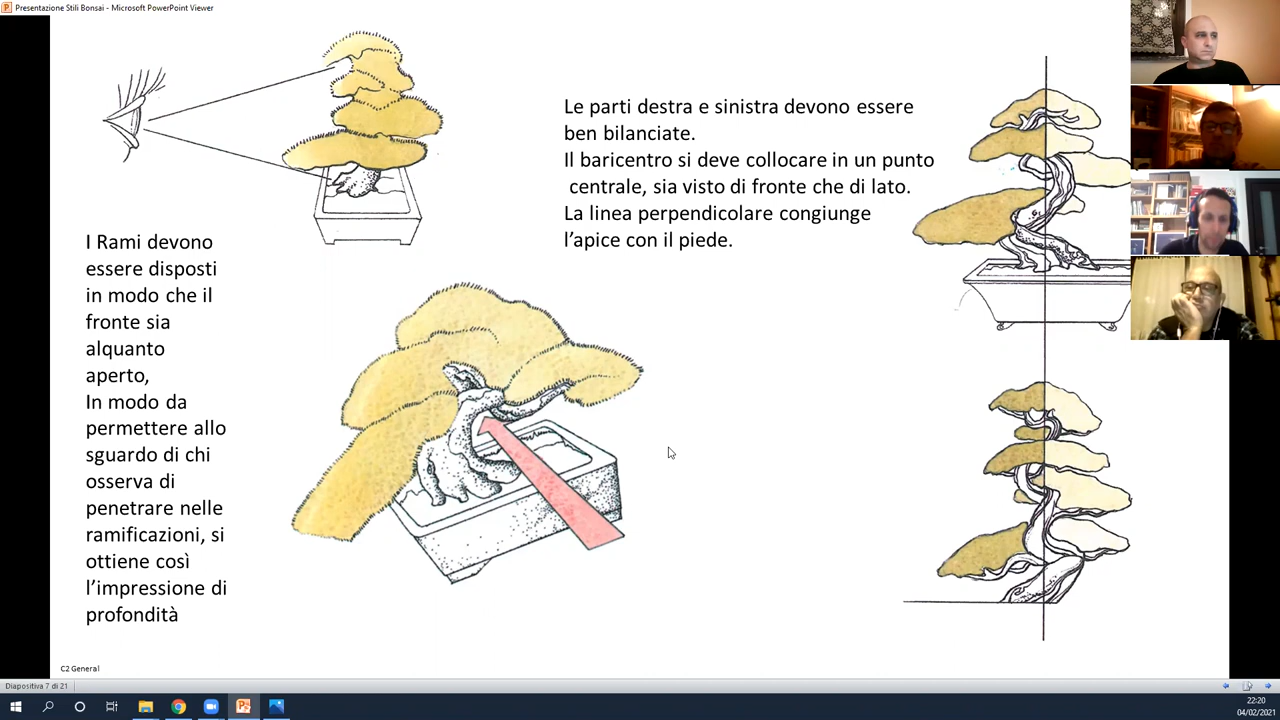 Presentazione Stili Bonsai - Microsoft PowerPoint Viewer
Le parti destra e sinistra devono essere
ben bilanciate.
Il baricentro si deve collocare in un punto
centrale, sia visto di fronte che di lato.
La linea perpendicolare congiunge
l’apice con il piede.
I Rami devono
essere disposti
in modo che il
fronte sia
alquanto
aperto,
In modo da
permettere allo
sguardo di chi
osserva di
penetrare nelle
ramificazioni, si
ottiene così
l’impressione di
profondità
C2 General
Diapositiva 7 di 21
22:20
04/02/2021